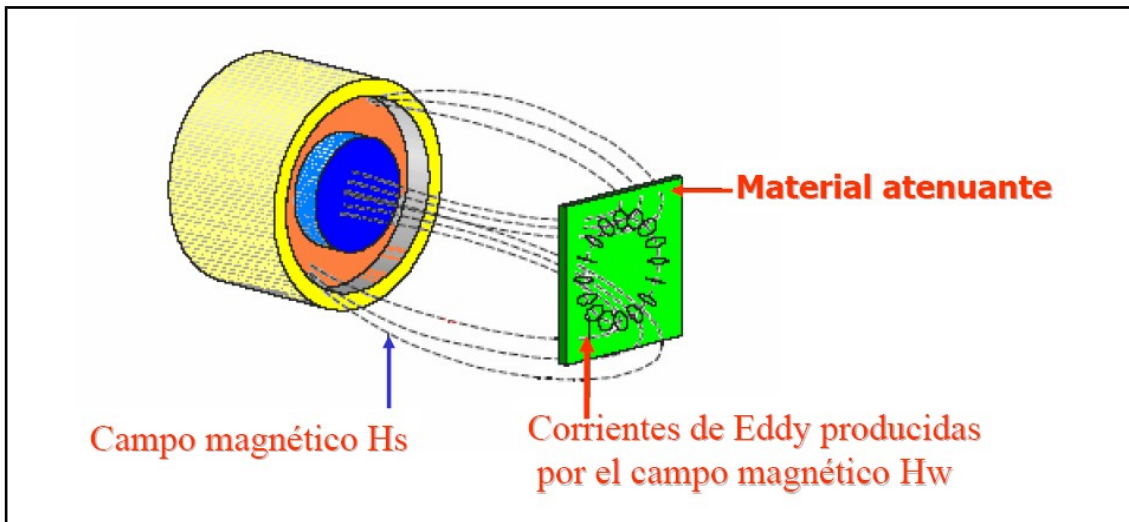 Material atenuante
Campo magnético Hs
Corrientes de Eddy producidas
por el campo magnético Hw